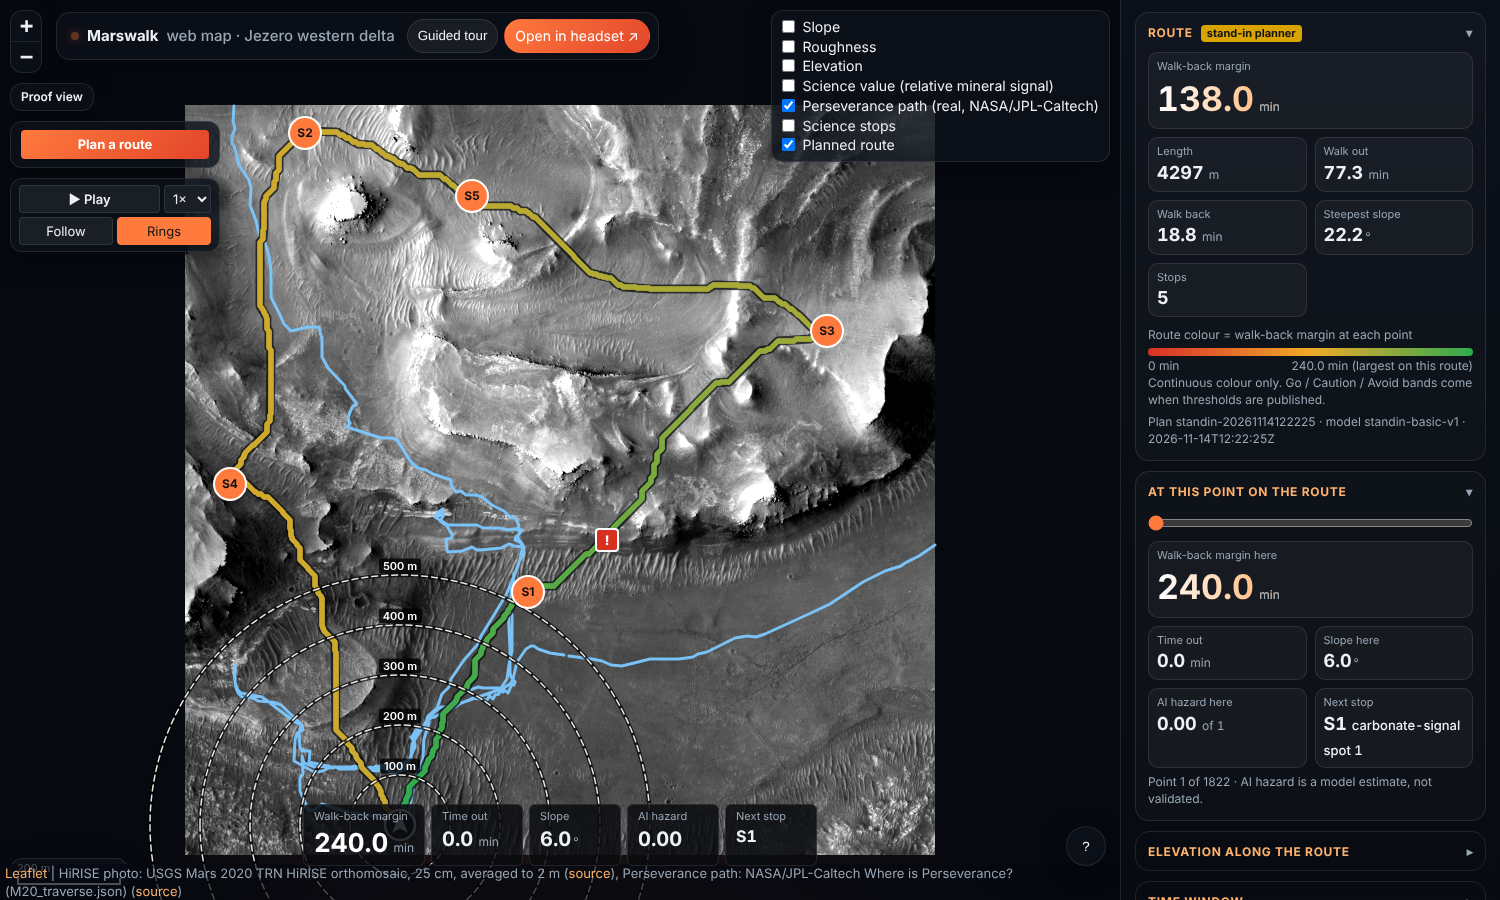 +
−
Marswalk web map · Jezero western delta
Guided tour
Open in headset ↗
Proof view
Plan a route
▶ Play
1×
Follow
Rings
Slope
Roughness
Elevation
Science value (relative mineral signal)
Perseverance path (real, NASA/JPL-Caltech)
Science stops
Planned route
S2
S5
S3
S4
!
S1
500 m
400 m
300 m
200 m
100 m
Walk-back margin
240.0 min
Time out
0.0 min
Slope
6.0°
AI hazard
0.00
Next stop
S1
?
200 m
Leaflet | HiRISE photo: USGS Mars 2020 TRN HiRISE orthomosaic, 25 cm, averaged to 2 m (source), Perseverance path: NASA/JPL-Caltech Where is Perseverance?
(M20_traverse.json) (source)
ROUTE stand-in planner ▾
Walk-back margin
138.0 min
Length
4297 m
Walk out
77.3 min
Walk back
18.8 min
Steepest slope
22.2°
Stops
5
Route colour = walk-back margin at each point
0 min 240.0 min (largest on this route)
Continuous colour only. Go / Caution / Avoid bands come
when thresholds are published.
Plan standin-20261114122225 · model standin-basic-v1 ·
2026-11-14T12:22:25Z
AT THIS POINT ON THE ROUTE ▾
Walk-back margin here
240.0 min
Time out
0.0 min
Slope here
6.0°
AI hazard here
0.00 of 1
Next stop
S1 carbonate-signal
spot 1
Point 1 of 1822 · AI hazard is a model estimate, not
validated.
ELEVATION ALONG THE ROUTE ▸
TIME WINDOW